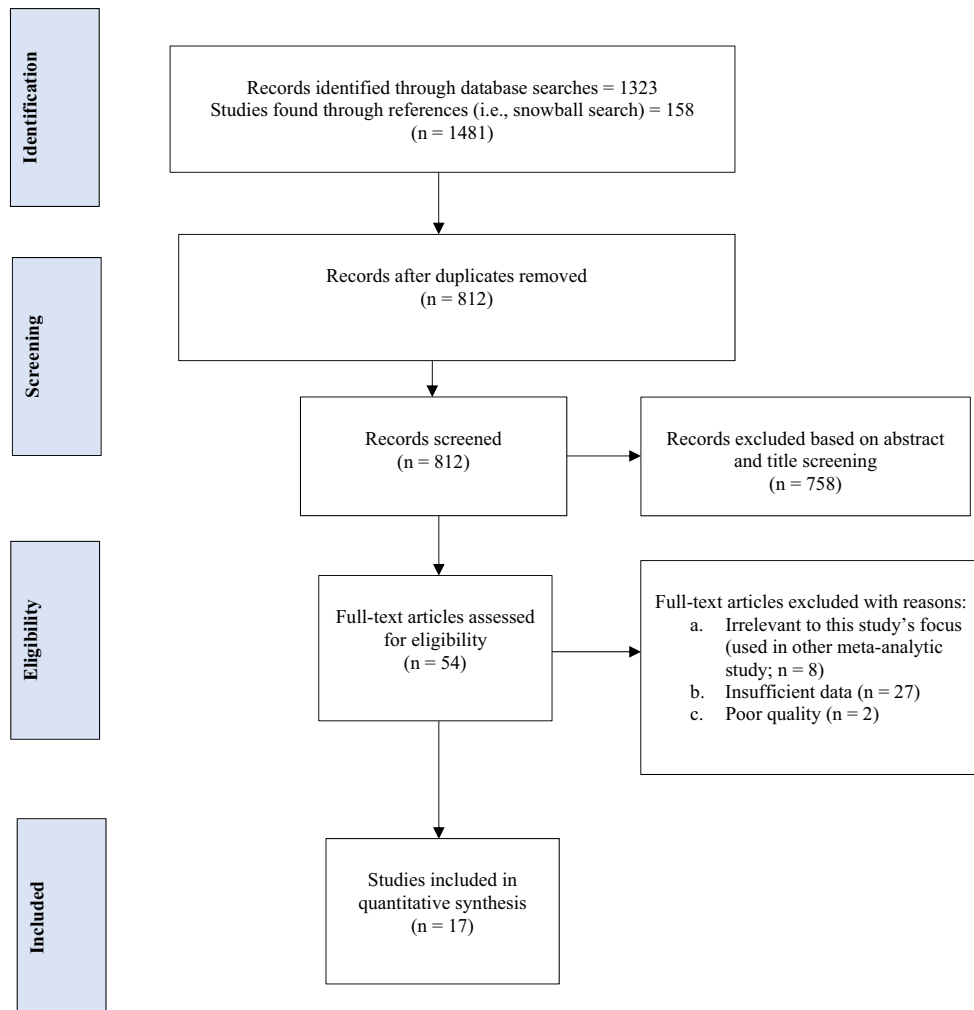 Identification
Records identified through database searches = 1323
Studies found through references (i.e., snowball search) = 158
(n = 1481)
Screening
Records after duplicates removed
(n = 812)
Records screened
(n = 812)
Records excluded based on abstract
and title screening
(n = 758)
Eligibility
Full-text articles assessed
for eligibility
(n = 54)
Full-text articles excluded with reasons:
a. Irrelevant to this study's focus
(used in other meta-analytic
study; n = 8)
b. Insufficient data (n = 27)
c. Poor quality (n = 2)
Included
Studies included in
quantitative synthesis
(n = 17)